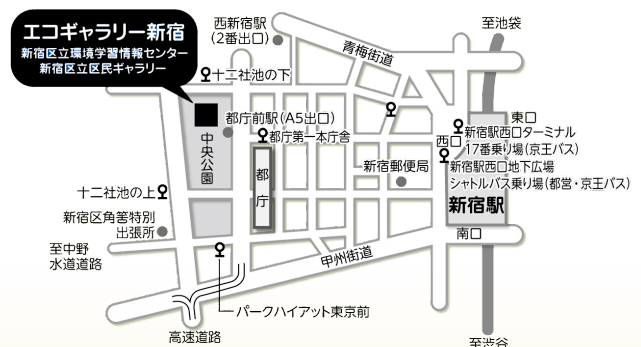 エコギャラリー新宿
新宿区立環境学習情報センター
新宿区立区民ギャラリー
西新宿駅
(2番出口)
青梅街道
至池袋
十二社池の下
都庁前駅(A5出口)
都庁第一本庁舎
中央公園
都庁
新宿郵便局
東口
西口
新宿駅西口ターミナル
17番乗り場(京王バス)
新宿駅西口地下広場
シャトルバス乗り場(都営・京王バス)
新宿駅
南口
十二社池の上
新宿区角筈特別
出張所
至中野
水道道路
甲州街道
パークハイアット東京前
高速道路
至渋谷